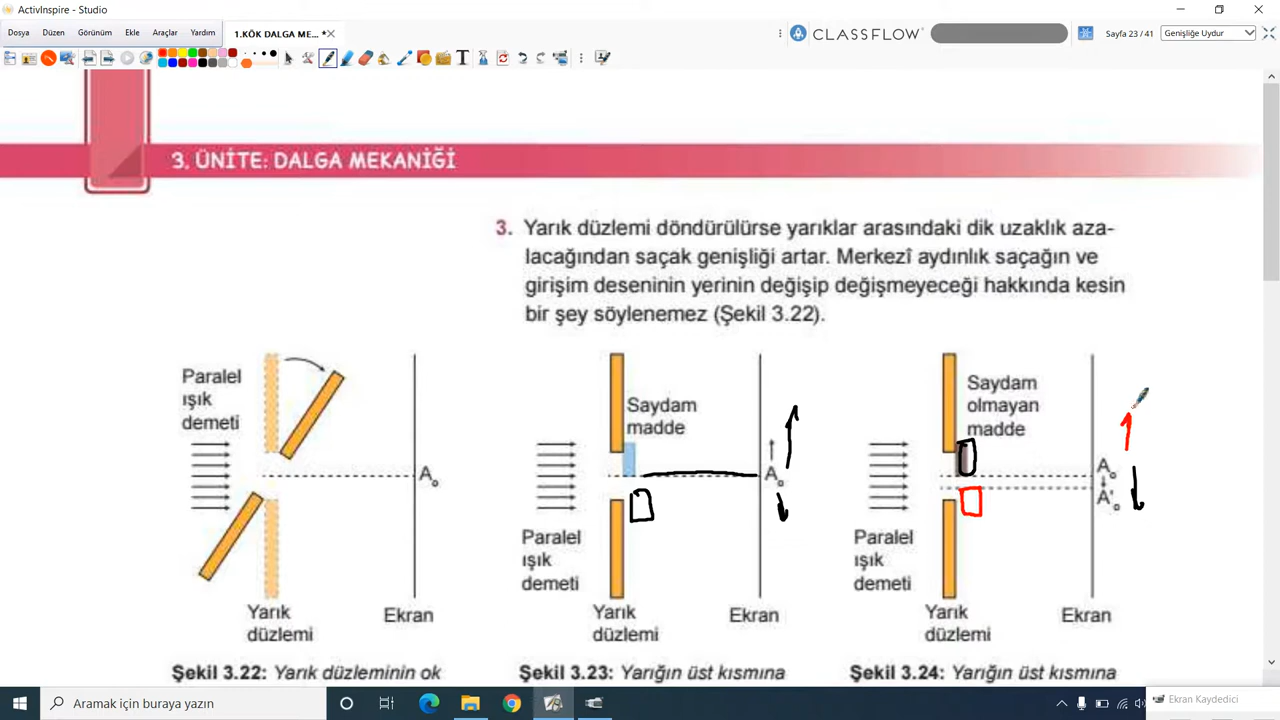 ActivInspire - Studio
Dosya Düzen Görünüm Ekle Araçlar Yardım
1.KÖK DALGA ME... *
CLASSFLOW
Sayfa 23 / 41
Genişliğe Uydur
3. ÜNİTE: DALGA MEKANİĞİ
3. Yarık düzlemi döndürülürse yarıklar arasındaki dik uzaklık aza-
lacağından saçak genişliği artar. Merkezî aydınlık saçağın ve
girişim deseninin yerinin değişip değişmeyeceği hakkında kesin
bir şey söylenemez (Şekil 3.22).
Paralel
ışık
demeti
A₀
Yarık
düzlemi
Ekran
Şekil 3.22: Yarık düzleminin ok
Saydam
madde
A₀
Paralel
ışık
demeti
Yarık
düzlemi
Ekran
Şekil 3.23: Yarığın üst kısmına
Saydam
olmayan
madde
A₀
A'₀
Paralel
ışık
demeti
Yarık
düzlemi
Ekran
Şekil 3.24: Yarığın üst kısmına
Aramak için buraya yazın
Ekran Kaydedici